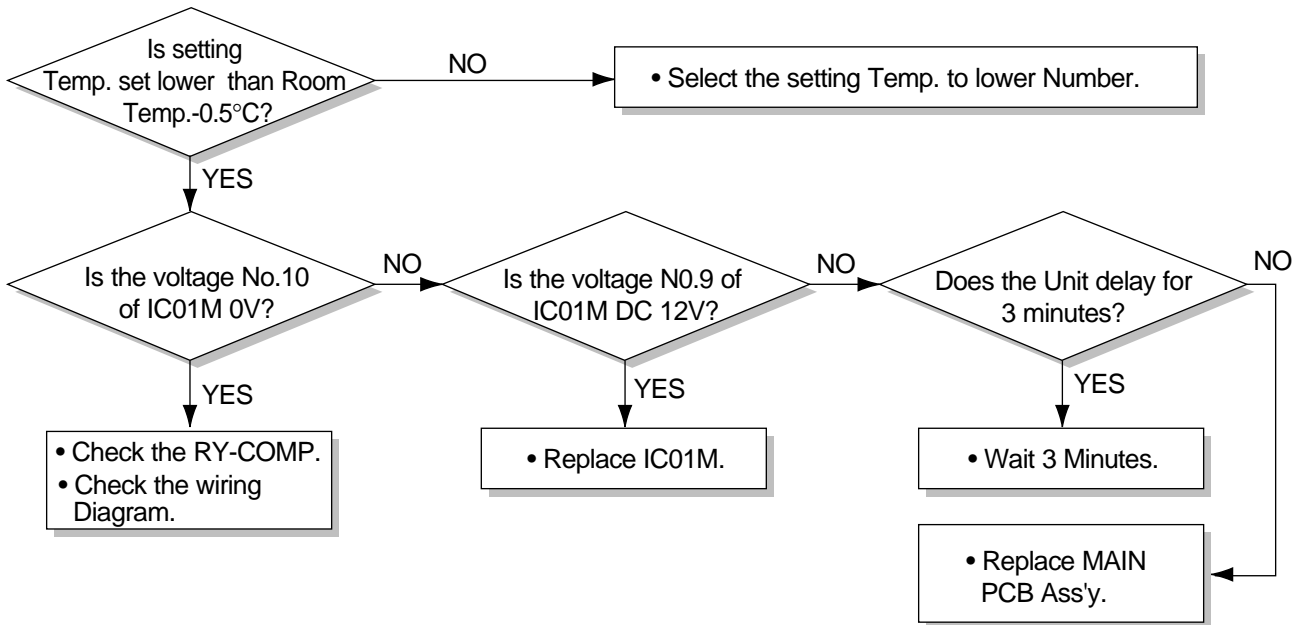 Is setting
Temp. set lower than Room
Temp.-0.5°C?
NO
• Select the setting Temp. to lower Number.
YES
Is the voltage No.10
of IC01M 0V?
NO
Is the voltage N0.9 of
IC01M DC 12V?
NO
Does the Unit delay for
3 minutes?
NO
YES
YES
YES
• Check the RY-COMP.
• Check the wiring
Diagram.
• Replace IC01M.
• Wait 3 Minutes.
• Replace MAIN
PCB Ass'y.